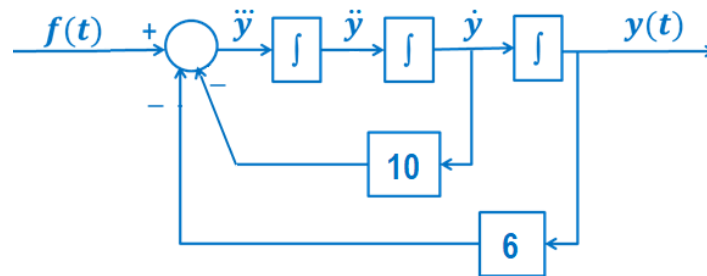 f(t) + y⃛ ∫ ÿ ∫ ẏ ∫ y(t)
−
−
10
6